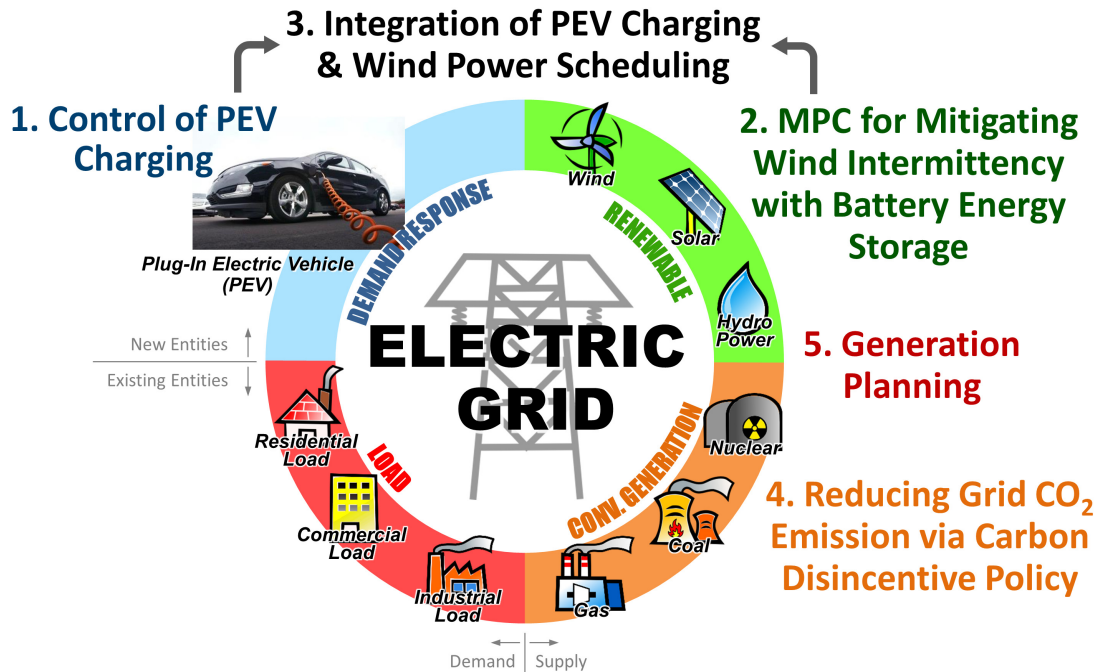 3. Integration of PEV Charging
& Wind Power Scheduling
1. Control of PEV
Charging
2. MPC for Mitigating
Wind Intermittency
with Battery Energy
Storage
Wind
Solar
Hydro
Power
RENEWABLE
DEMAND RESPONSE
Plug-In Electric Vehicle
(PEV)
New Entities
Existing Entities
ELECTRIC
GRID
5. Generation
Planning
Residential
Load
LOAD
Commercial
Load
Industrial
Load
CONV. GENERATION
Nuclear
Coal
Gas
4. Reducing Grid CO₂
Emission via Carbon
Disincentive Policy
Demand
Supply